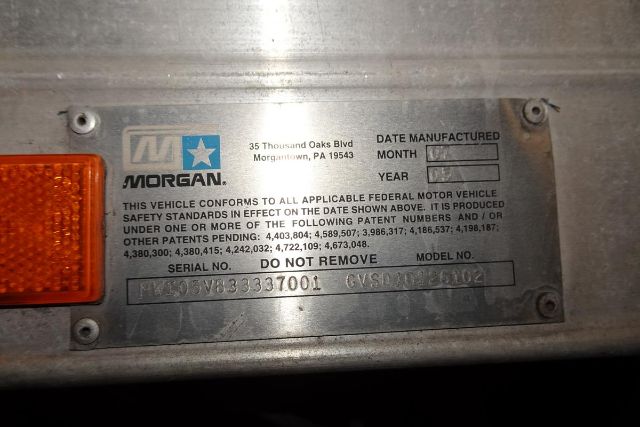 M
35 Thousand Oaks Blvd
Morgantown, PA 19543
MORGAN®
DATE MANUFACTURED
MONTH 07
YEAR
THIS VEHICLE CONFORMS TO ALL APPLICABLE FEDERAL MOTOR VEHICLE
SAFETY STANDARDS IN EFFECT ON THE DATE SHOWN ABOVE. IT IS PRODUCED
UNDER ONE OR MORE OF THE FOLLOWING PATENT NUMBERS AND / OR
OTHER PATENTS PENDING: 4,403,804; 4,589,507; 3,986,317; 4,186,537; 4,198,187;
4,380,300; 4,380,415; 4,242,032; 4,722,109; 4,673,048.
SERIAL NO. DO NOT REMOVE MODEL NO.